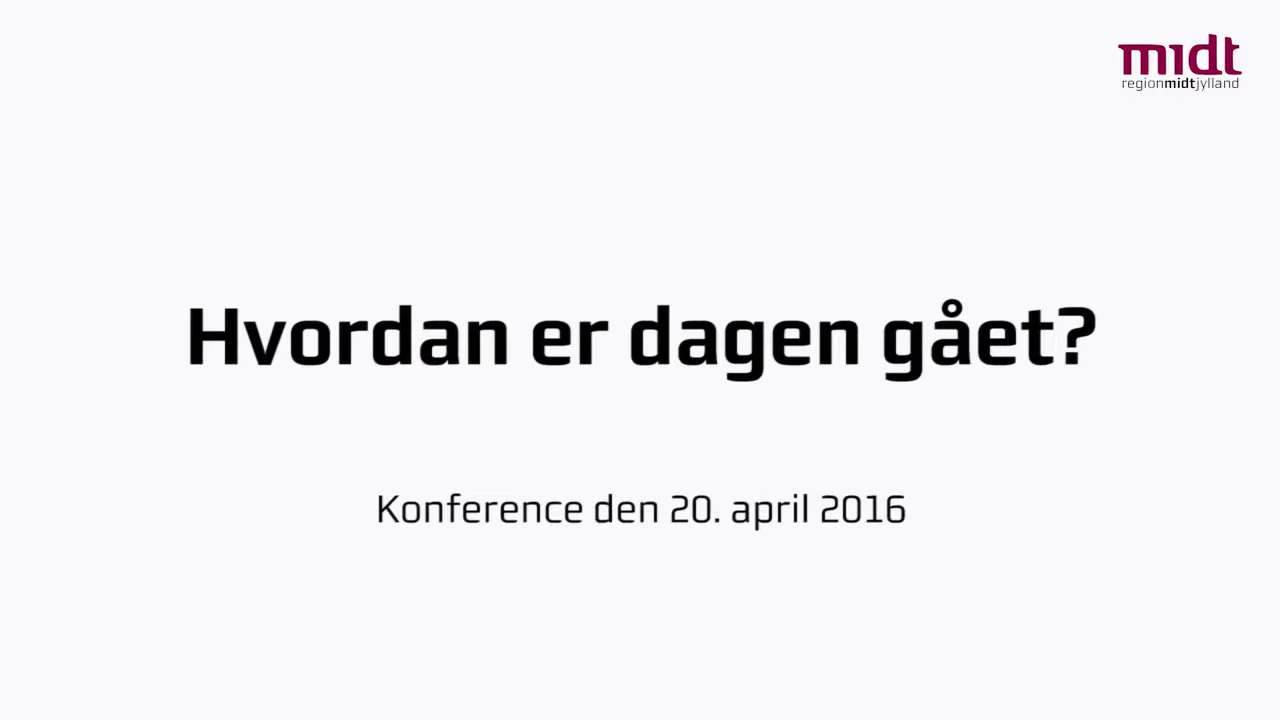 midt
regionmidtjylland
Hvordan er dagen gået?
Konference den 20. april 2016